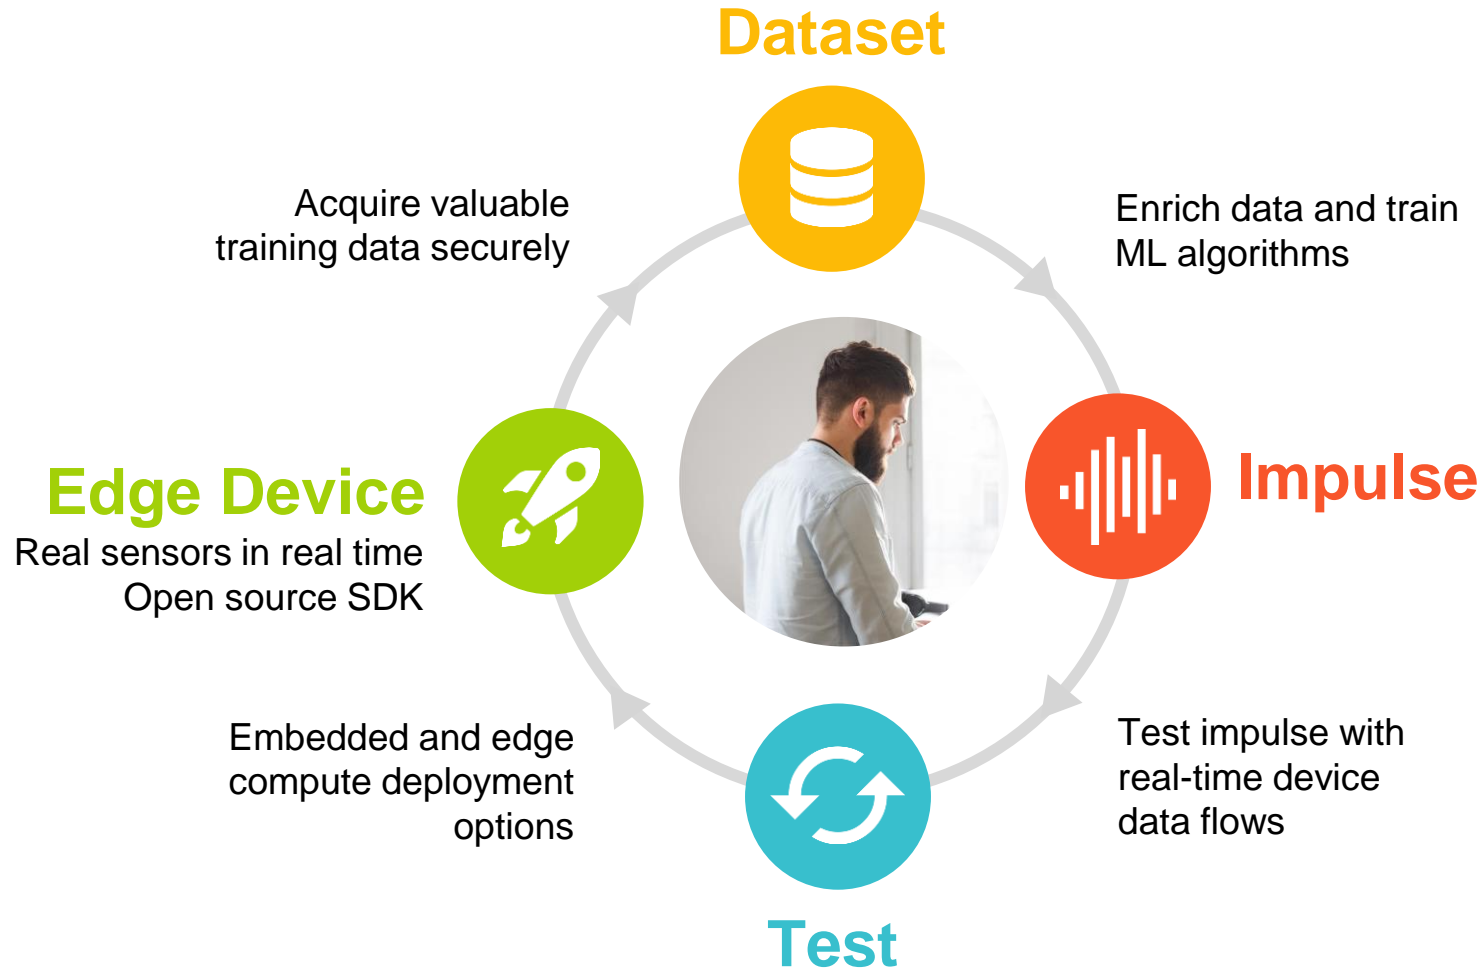 Dataset
Acquire valuable
training data securely
Enrich data and train
ML algorithms
Edge Device
Real sensors in real time
Open source SDK
Impulse
Embedded and edge
compute deployment
options
Test impulse with
real-time device
data flows
Test